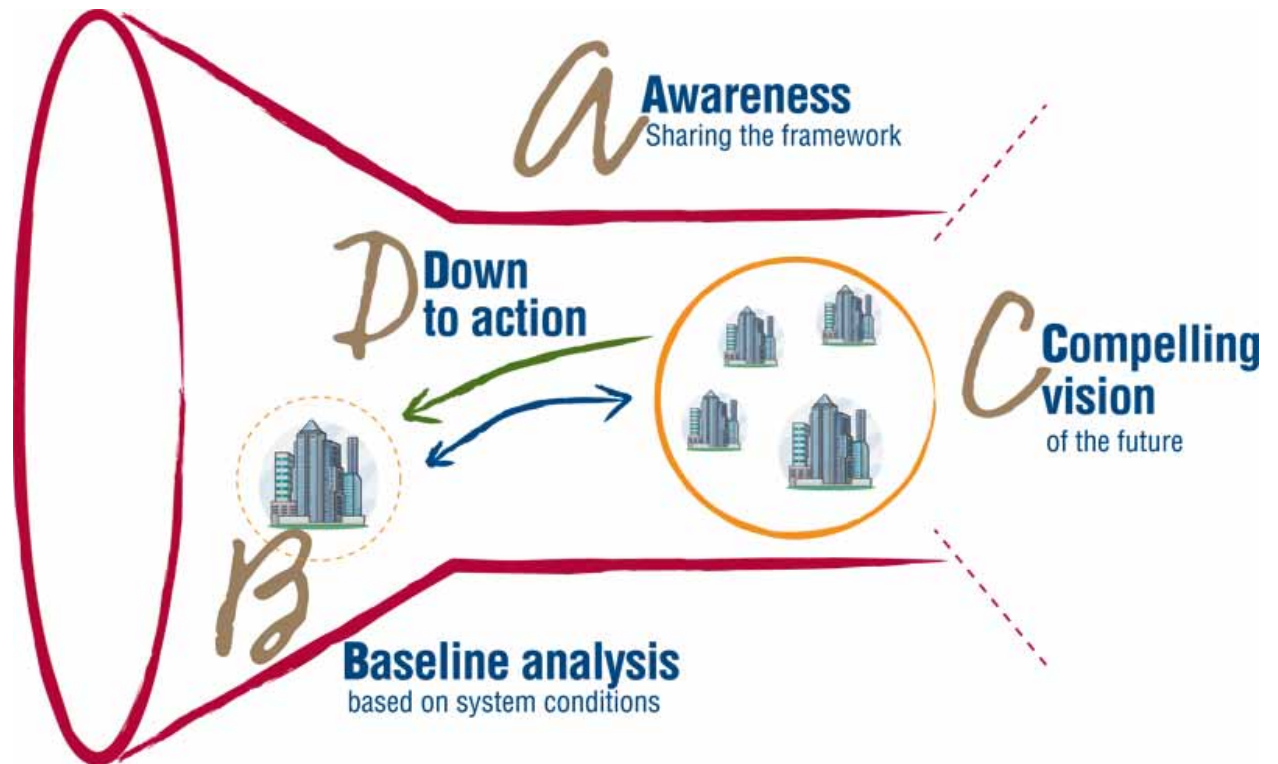 A Awareness
Sharing the framework
D Down
to action
C Compelling
vision
of the future
B Baseline analysis
based on system conditions